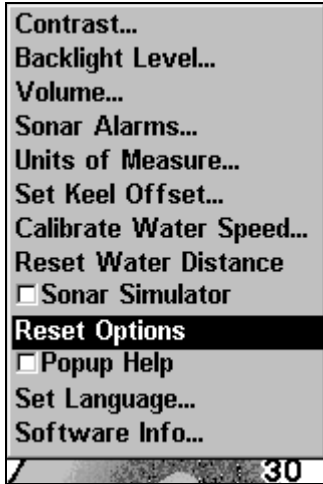 Contrast...
Backlight Level...
Volume...
Sonar Alarms...
Units of Measure...
Set Keel Offset...
Calibrate Water Speed...
Reset Water Distance
Sonar Simulator
Reset Options
Popup Help
Set Language...
Software Info...
30